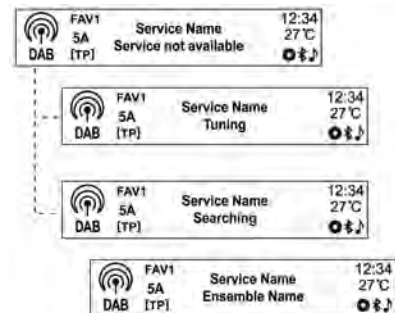 FAV1 Service Name 12:34
5A Service not available 27℃
DAB [TP]
FAV1 Service Name 12:34
5A Tuning 27℃
DAB [TP]
FAV1 Service Name 12:34
5A Searching 27℃
DAB [TP]
FAV1 Service Name 12:34
5A Ensemble Name 27℃
DAB [TP]